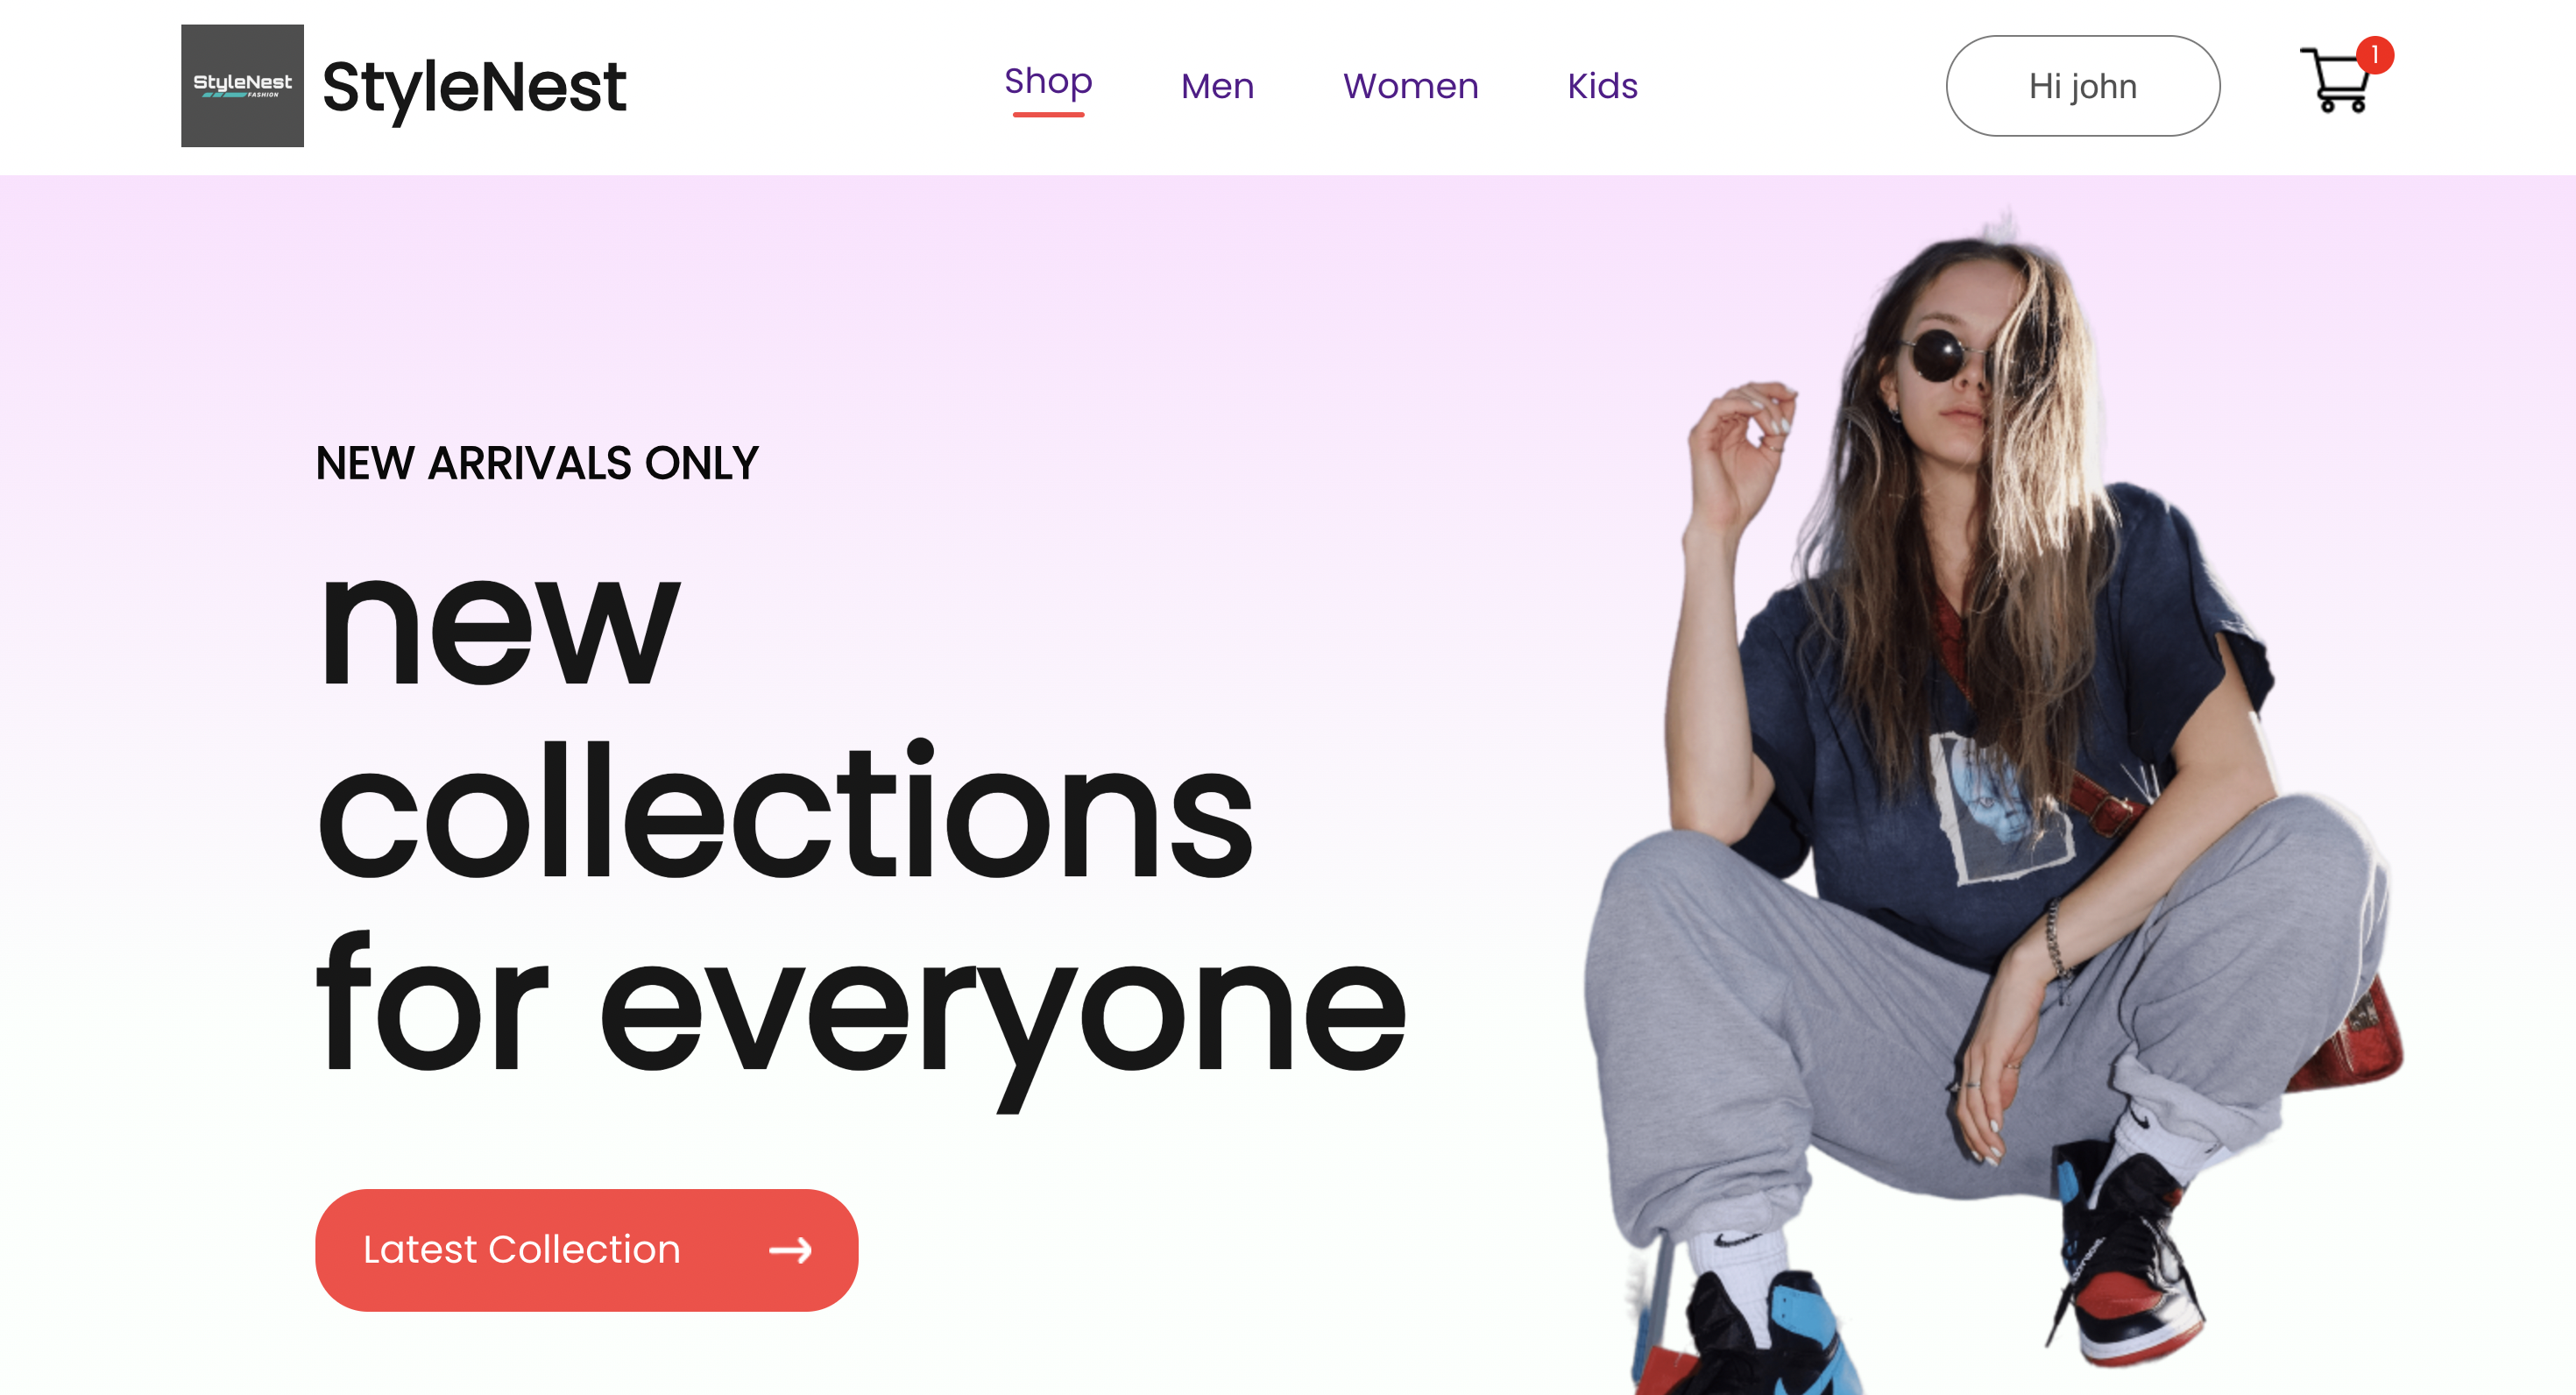 StyleNest
FASHION
StyleNest
Shop
Men
Women
Kids
Hi john
1
NEW ARRIVALS ONLY
new
collections
for everyone
Latest Collection